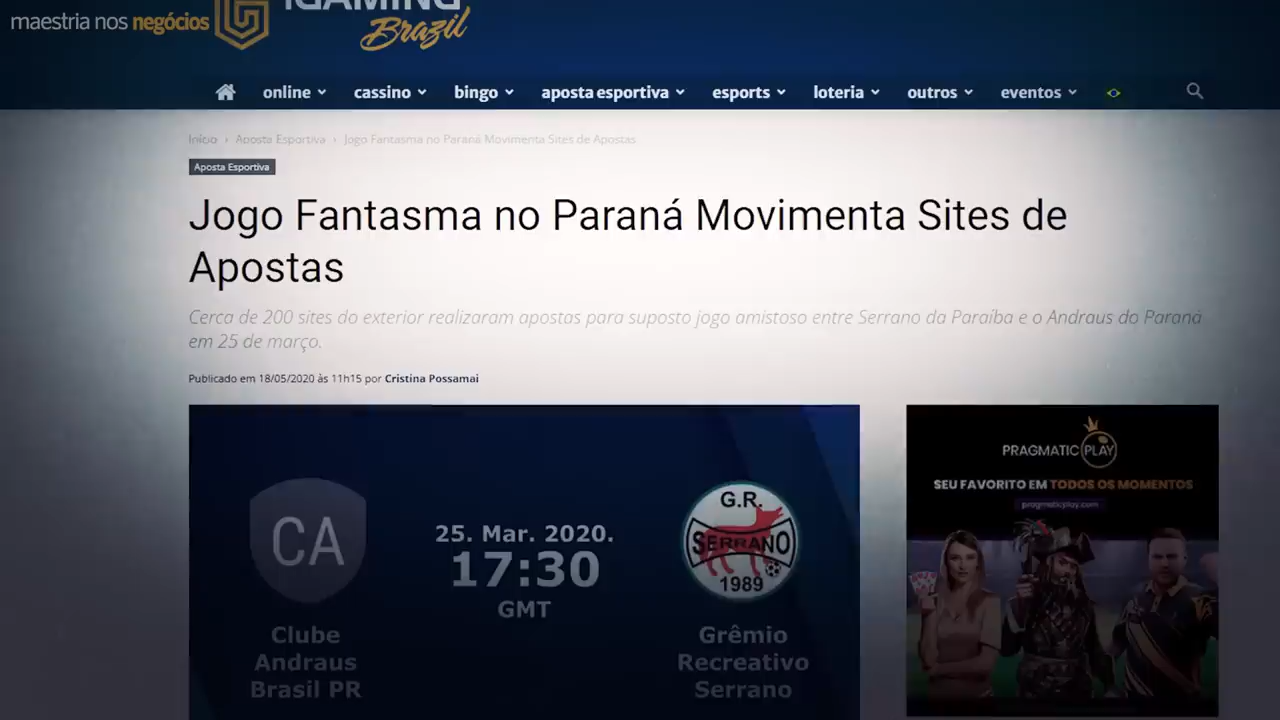 maestria nos negócios
iGAMING
Brazil
online
cassino
bingo
aposta esportiva
esports
loteria
outros
eventos
Início › Aposta Esportiva › Jogo Fantasma no Paraná Movimenta Sites de Apostas
Aposta Esportiva
Jogo Fantasma no Paraná Movimenta Sites de
Apostas
Cerca de 200 sites do exterior realizaram apostas para suposto jogo amistoso entre Serrano da Paraíba e o Andraus do Paraná
em 25 de março.
Publicado em 18/05/2020 às 11h15 por Cristina Possamai
CA
Clube
Andraus
Brasil PR
25. Mar. 2020.
17:30
GMT
G.R.
SERRANO
1989
Grêmio
Recreativo
Serrano
PRAGMATIC PLAY
SEU FAVORITO EM TODOS OS MOMENTOS
pragmaticplay.com